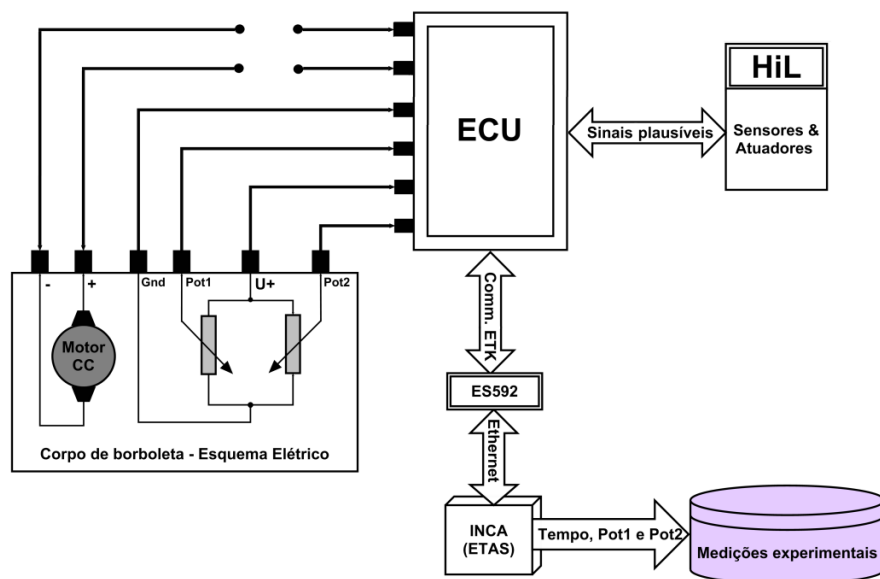 ECU
HiL
Sensores &
Atuadores
Sinais plausíveis
- + Gnd Pot1 U+ Pot2
Motor
CC
Corpo de borboleta - Esquema Elétrico
Comm. ETK
ES592
Ethernet
INCA
(ETAS)
Tempo, Pot1 e Pot2
Medições experimentais